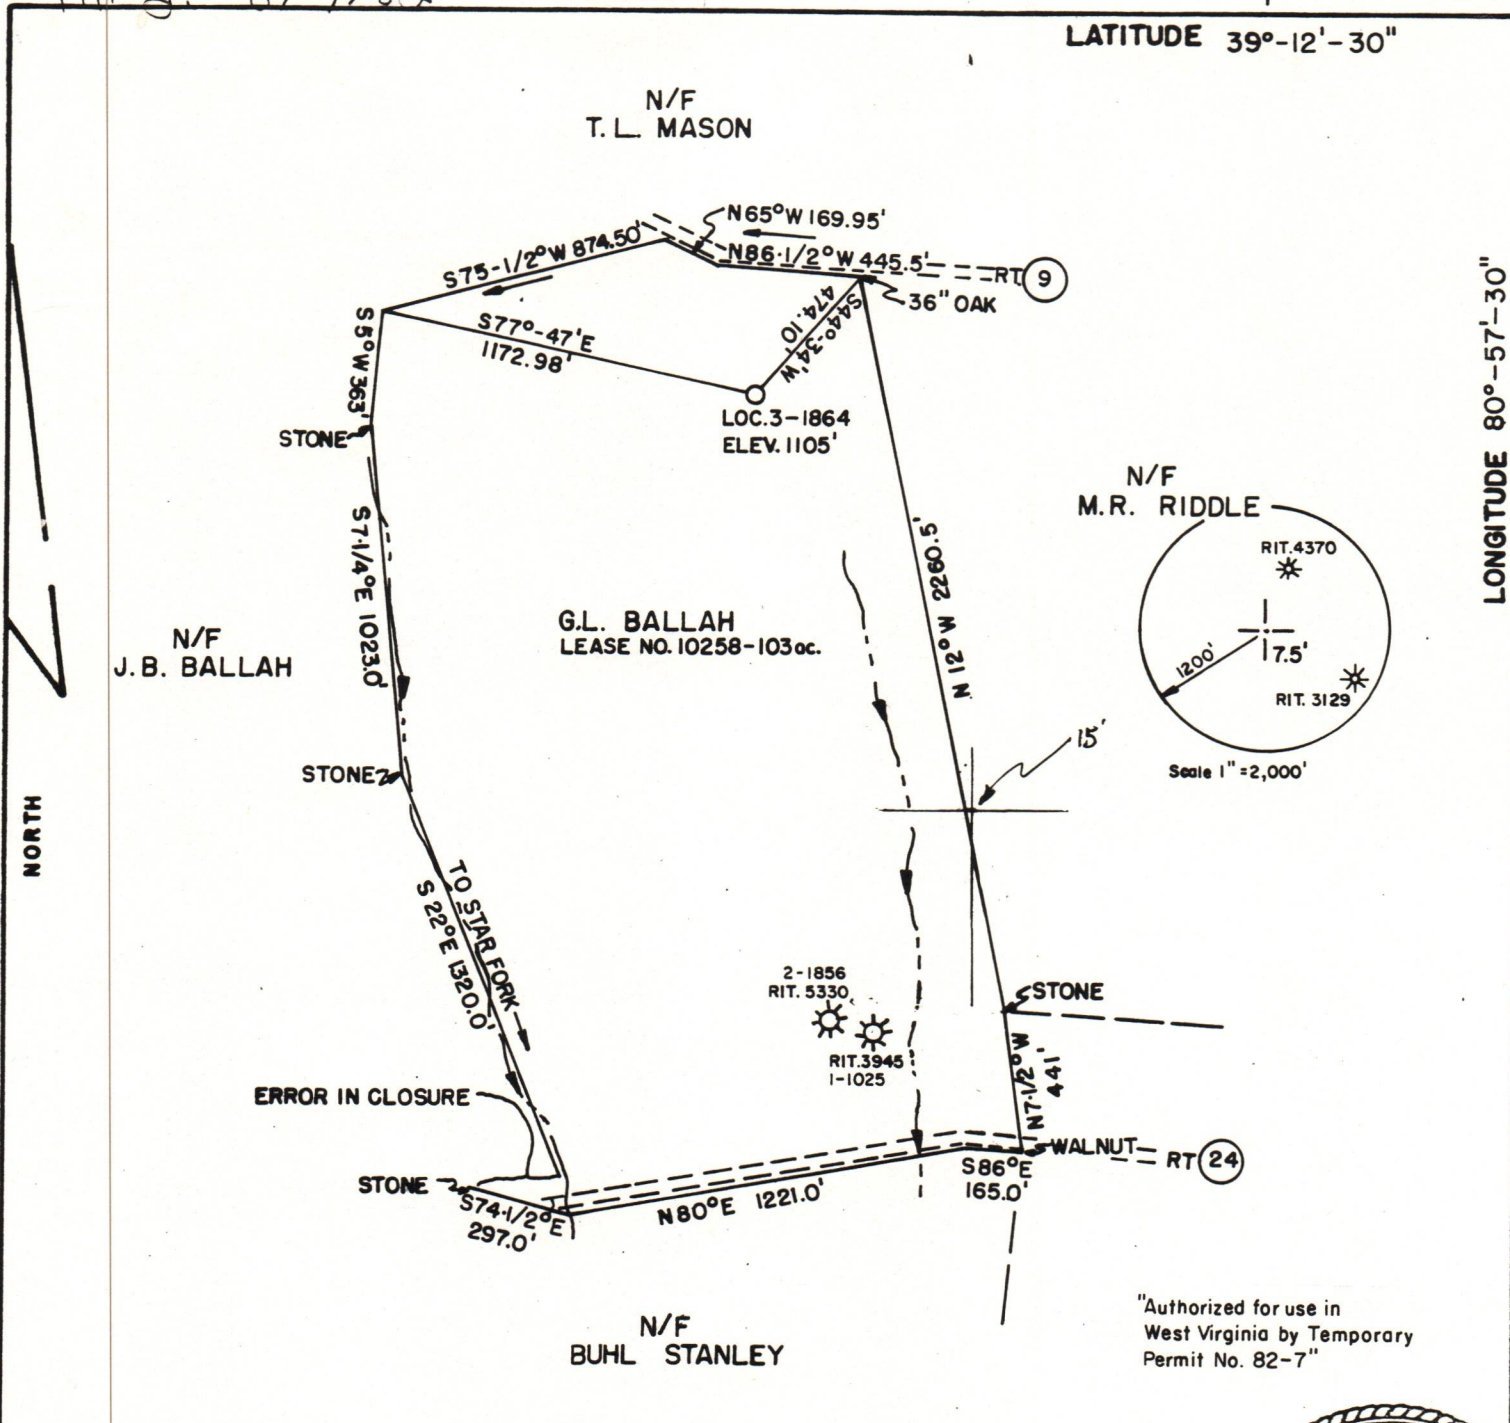 LATITUDE 39°-12'-30"
N/F
T. L. MASON
N65°W 169.95'
S75-1/2°W 874.50'
N86-1/2°W 445.5'
RT. 9
36" OAK
S44°-34'W
474.10'
S77°-47'E
1172.98'
S5°W 363'
LOC.3-1864
ELEV. 1105'
STONE
LONGITUDE 80°-57'-30"
N/F
M.R. RIDDLE
RIT.4370
7.5'
1200'
RIT. 3129
Scale 1" = 2,000'
S7-1/4°E 1023.0'
N 12°W 2260.5'
G.L. BALLAH
LEASE NO. 10258-103ac.
N/F
J.B. BALLAH
15'
STONE
NORTH
TO STAR FORK
S 22°E 1320.0'
2-1856
RIT. 5330
RIT.3945
1-1025
STONE
N7-1/2°W
441'
ERROR IN CLOSURE
WALNUT
RT 24
STONE
S86°E
165.0'
S74-1/2°E
297.0'
N80°E 1221.0'
N/F
BUHL STANLEY
"Authorized for use in
West Virginia by Temporary
Permit No. 82-7"